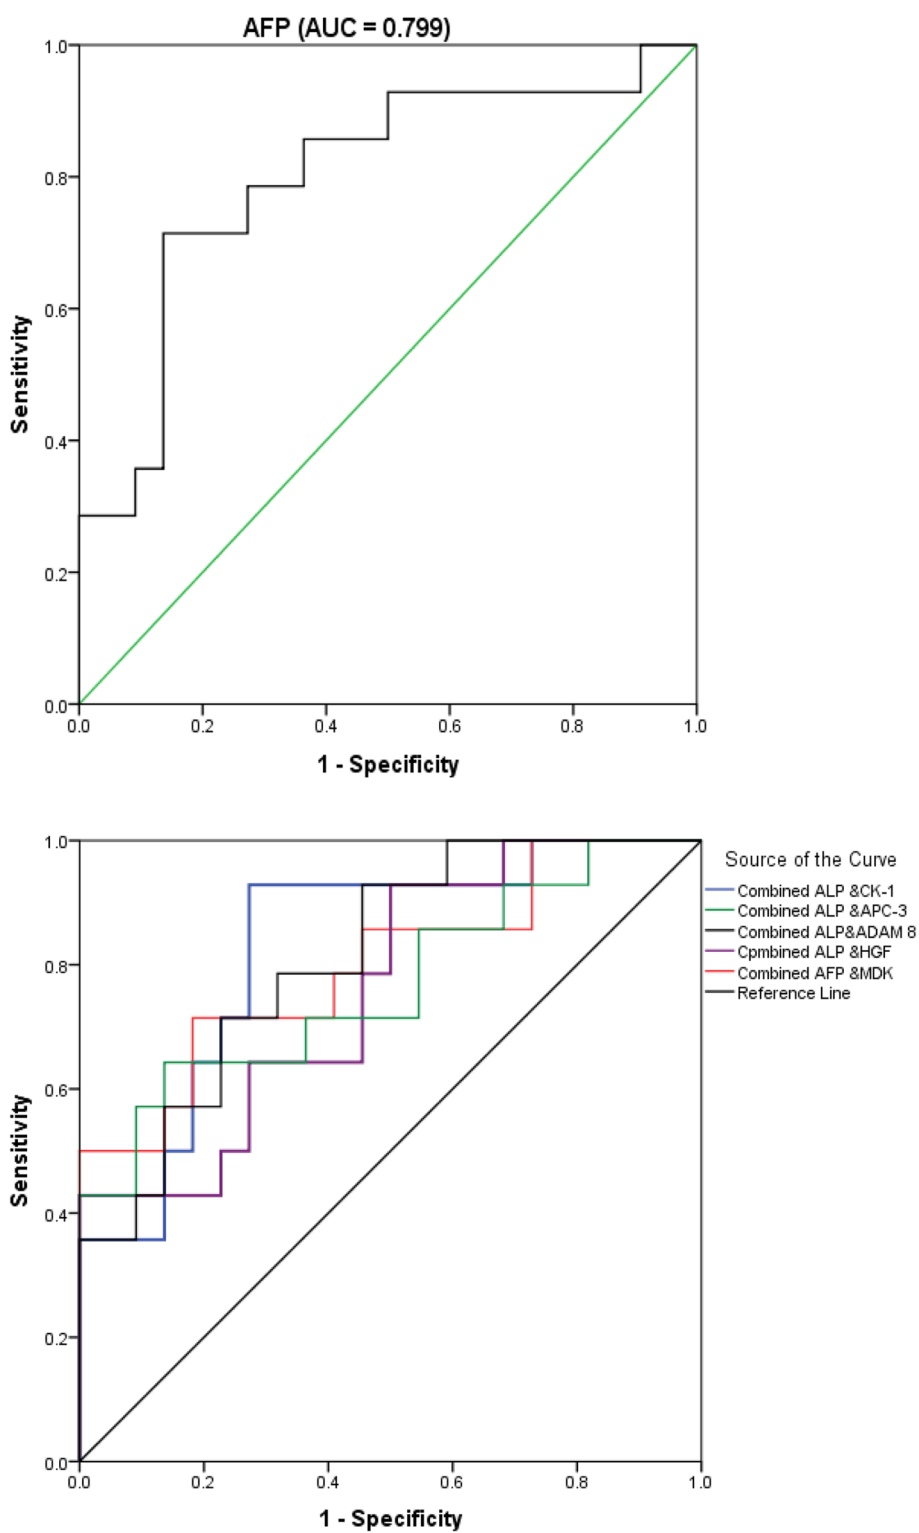 AFP (AUC = 0.799)
1.0
0.8
0.6
0.4
0.2
0.0
Sensitivity
0.0 0.2 0.4 0.6 0.8 1.0
1 - Specificity
1.0
0.8
0.6
0.4
0.2
0.0
Sensitivity
0.0 0.2 0.4 0.6 0.8 1.0
1 - Specificity
Source of the Curve
Combined ALP &CK-1
Combined ALP &APC-3
Combined ALP&ADAM 8
Cpmbined ALP &HGF
Combined AFP &MDK
Reference Line